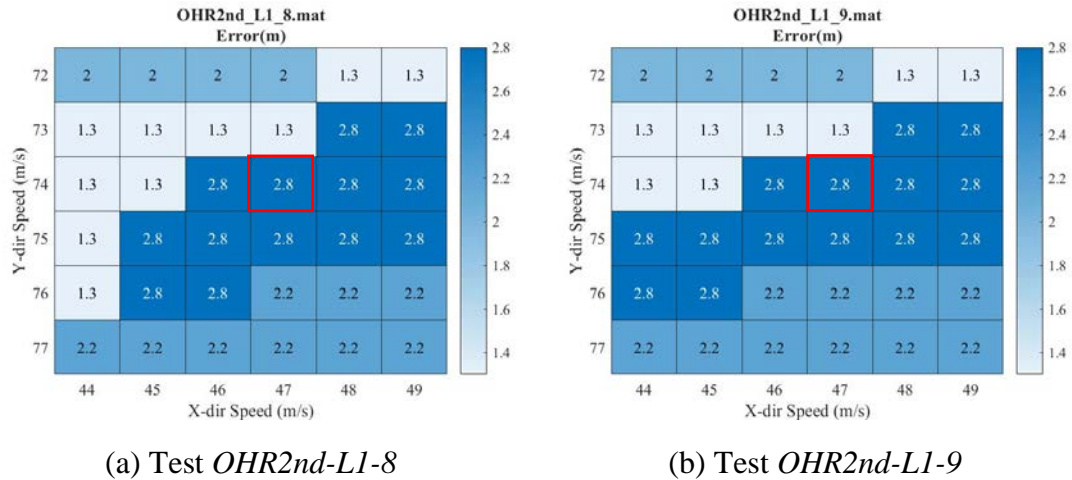 OHR2nd_L1_8.mat
Error(m)
Y-dir Speed (m/s)
72 2 2 2 2 1.3 1.3
73 1.3 1.3 1.3 1.3 2.8 2.8
74 1.3 1.3 2.8 2.8 2.8 2.8
75 1.3 2.8 2.8 2.8 2.8 2.8
76 1.3 2.8 2.8 2.2 2.2 2.2
77 2.2 2.2 2.2 2.2 2.2 2.2
44 45 46 47 48 49
X-dir Speed (m/s)
2.8
2.6
2.4
2.2
2
1.8
1.6
1.4
(a) Test OHR2nd-L1-8
OHR2nd_L1_9.mat
Error(m)
Y-dir Speed (m/s)
72 2 2 2 2 1.3 1.3
73 1.3 1.3 1.3 1.3 2.8 2.8
74 1.3 1.3 2.8 2.8 2.8 2.8
75 2.8 2.8 2.8 2.8 2.8 2.8
76 2.8 2.8 2.2 2.2 2.2 2.2
77 2.2 2.2 2.2 2.2 2.2 2.2
44 45 46 47 48 49
X-dir Speed (m/s)
2.8
2.6
2.4
2.2
2
1.8
1.6
1.4
(b) Test OHR2nd-L1-9